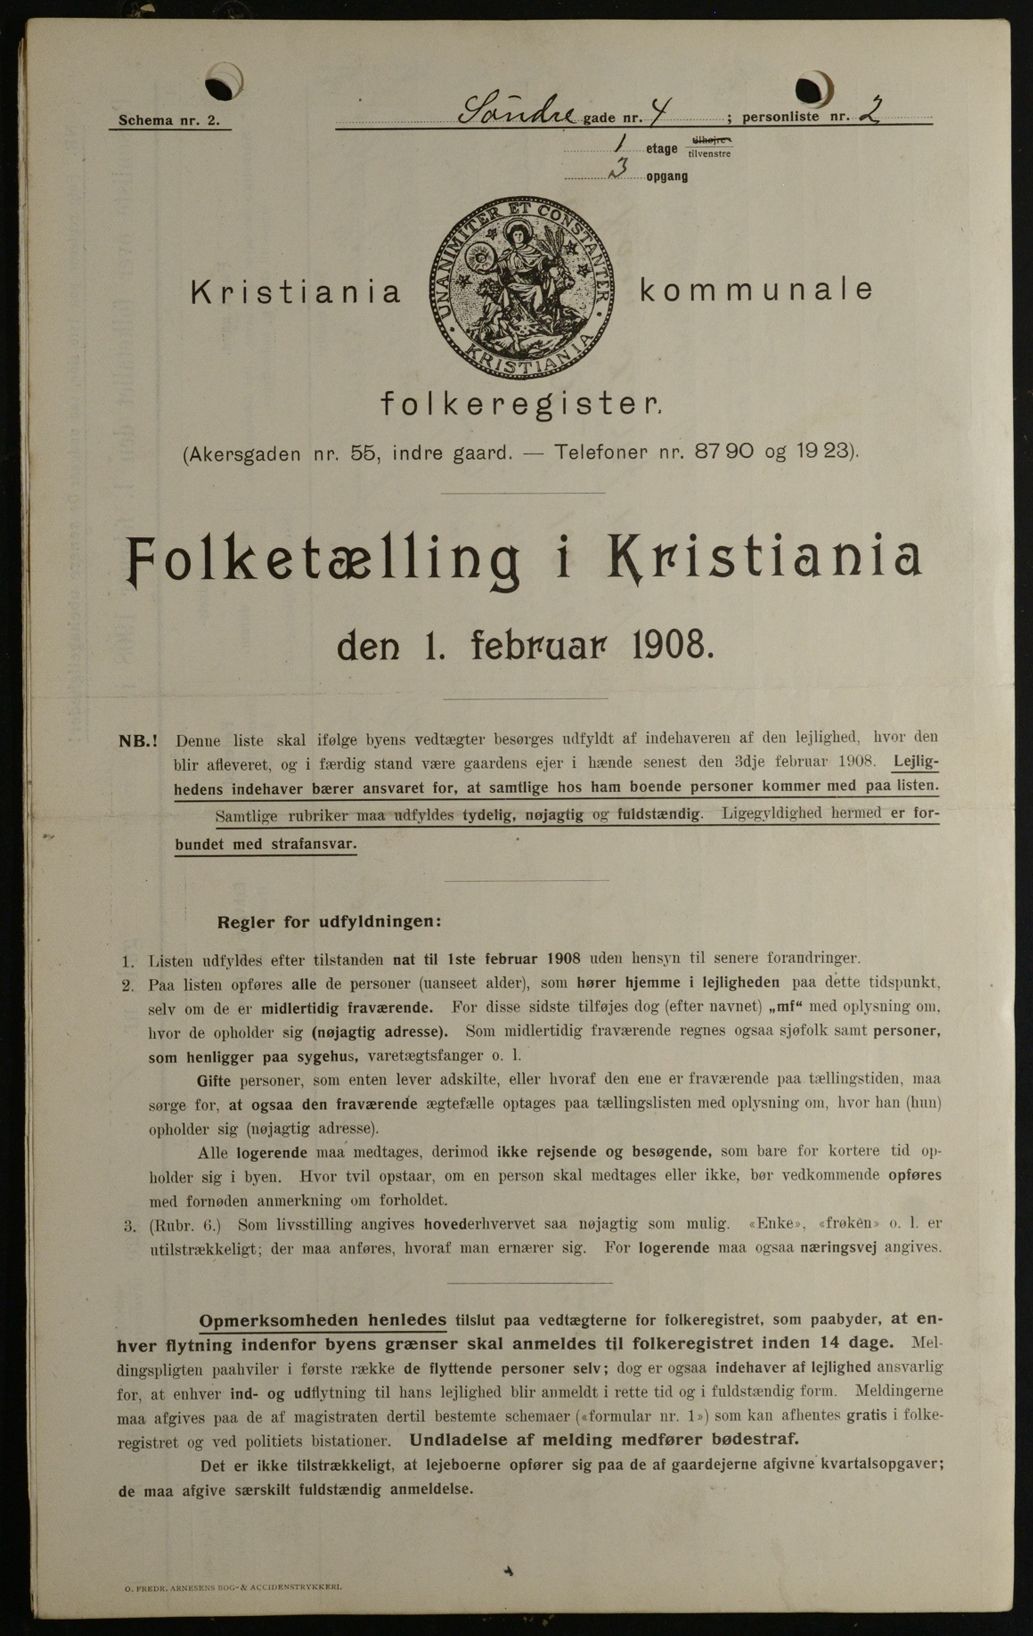 Schema nr. 2.
Söndre gade nr. 4 ; personliste nr. 2
1 etage tilhøjre
tilvenstre
3 opgang
UNANIMITER ET CONSTANTER
KRISTIANIA
Kristiania kommunale
folkeregister.
(Akersgaden nr. 55, indre gaard. — Telefoner nr. 8790 og 1923).
Folketælling i Kristiania
den 1. februar 1908.
NB.! Denne liste skal ifølge byens vedtægter besørges udfyldt af indehaveren af den lejlighed, hvor den
blir afleveret, og i færdig stand være gaardens ejer i hænde senest den 3dje februar 1908. Lejlig-
hedens indehaver bærer ansvaret for, at samtlige hos ham boende personer kommer med paa listen.
Samtlige rubriker maa udfyldes tydelig, nøjagtig og fuldstændig. Ligegyldighed hermed er for-
bundet med strafansvar.
Regler for udfyldningen:
1. Listen udfyldes efter tilstanden nat til 1ste februar 1908 uden hensyn til senere forandringer.
2. Paa listen opføres alle de personer (uanseet alder), som hører hjemme i lejligheden paa dette tidspunkt,
selv om de er midlertidig fraværende. For disse sidste tilføjes dog (efter navnet) „mf“ med oplysning om,
hvor de opholder sig (nøjagtig adresse). Som midlertidig fraværende regnes ogsaa sjøfolk samt personer,
som henligger paa sygehus, varetægtsfanger o. l.
Gifte personer, som enten lever adskilte, eller hvoraf den ene er fraværende paa tællingstiden, maa
sørge for, at ogsaa den fraværende ægtefælle optages paa tællingslisten med oplysning om, hvor han (hun)
opholder sig (nøjagtig adresse).
Alle logerende maa medtages, derimod ikke rejsende og besøgende, som bare for kortere tid op-
holder sig i byen. Hvor tvil opstaar, om en person skal medtages eller ikke, bør vedkommende opføres
med fornøden anmerkning om forholdet.
3. (Rubr. 6.) Som livsstilling angives hovederhvervet saa nøjagtig som mulig. «Enke», «frøken» o. l. er
utilstrækkeligt; der maa anføres, hvoraf man ernærer sig. For logerende maa ogsaa næringsvej angives.
Opmerksomheden henledes tilslut paa vedtægterne for folkeregistret, som paabyder, at en-
hver flytning indenfor byens grænser skal anmeldes til folkeregistret inden 14 dage. Mel-
dingspligten paahviler i første række de flyttende personer selv; dog er ogsaa indehaver af lejlighed ansvarlig
for, at enhver ind- og udflytning til hans lejlighed blir anmeldt i rette tid og i fuldstændig form. Meldingerne
maa afgives paa de af magistraten dertil bestemte schemaer («formular nr. 1») som kan afhentes gratis i folke-
registret og ved politiets bistationer. Undladelse af melding medfører bødestraf.
Det er ikke tilstrækkeligt, at lejeboerne opfører sig paa de af gaardejerne afgivne kvartalsopgaver;
de maa afgive særskilt fuldstændig anmeldelse.
O. FREDR. ARNESENS BOG- & ACCIDENSTRYKKERI.